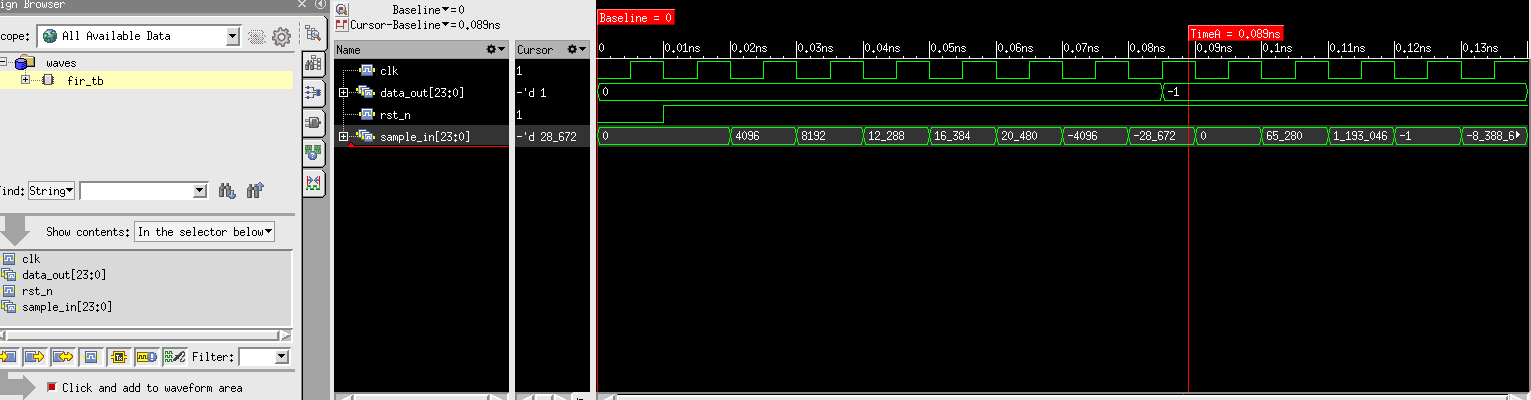 ign Browser
cope: All Available Data
waves
fir_tb
ind: String
Show contents: In the selector below
clk
data_out[23:0]
rst_n
sample_in[23:0]
Filter:
Click and add to waveform area
Baseline=0
Cursor-Baseline=0.089ns
Name Cursor
clk 1
data_out[23:0] -'d 1
rst_n 1
sample_in[23:0] -'d 28_672
Baseline = 0
TimeA = 0.089ns
0 0.01ns 0.02ns 0.03ns 0.04ns 0.05ns 0.06ns 0.07ns 0.08ns 0.09ns 0.1ns 0.11ns 0.12ns 0.13ns
0 -1
0 4096 8192 12_288 16_384 20_480 -4096 -28_672 0 65_280 1_193_046 -1 -8_388_6